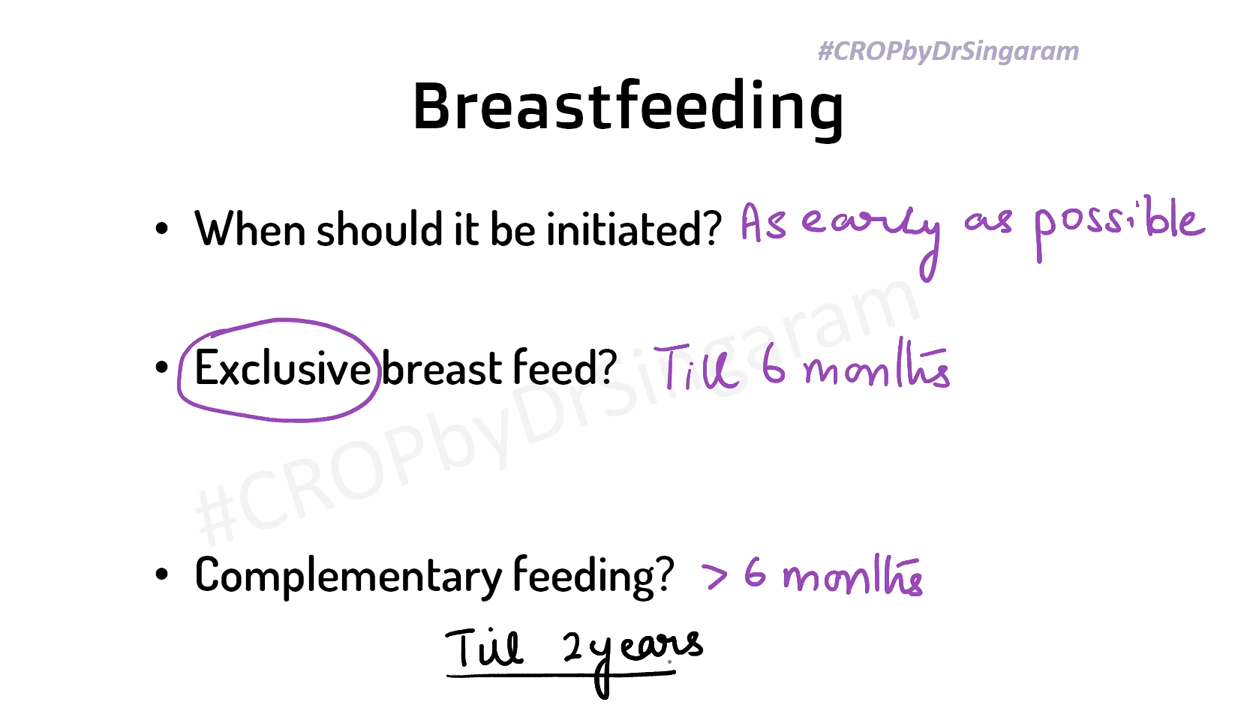 #CROPbyDrSingaram
Breastfeeding
• When should it be initiated? As early as possible
• Exclusive breast feed? Till 6 months
#CROPbyDrSingaram
• Complementary feeding? > 6 months
Till 2 years